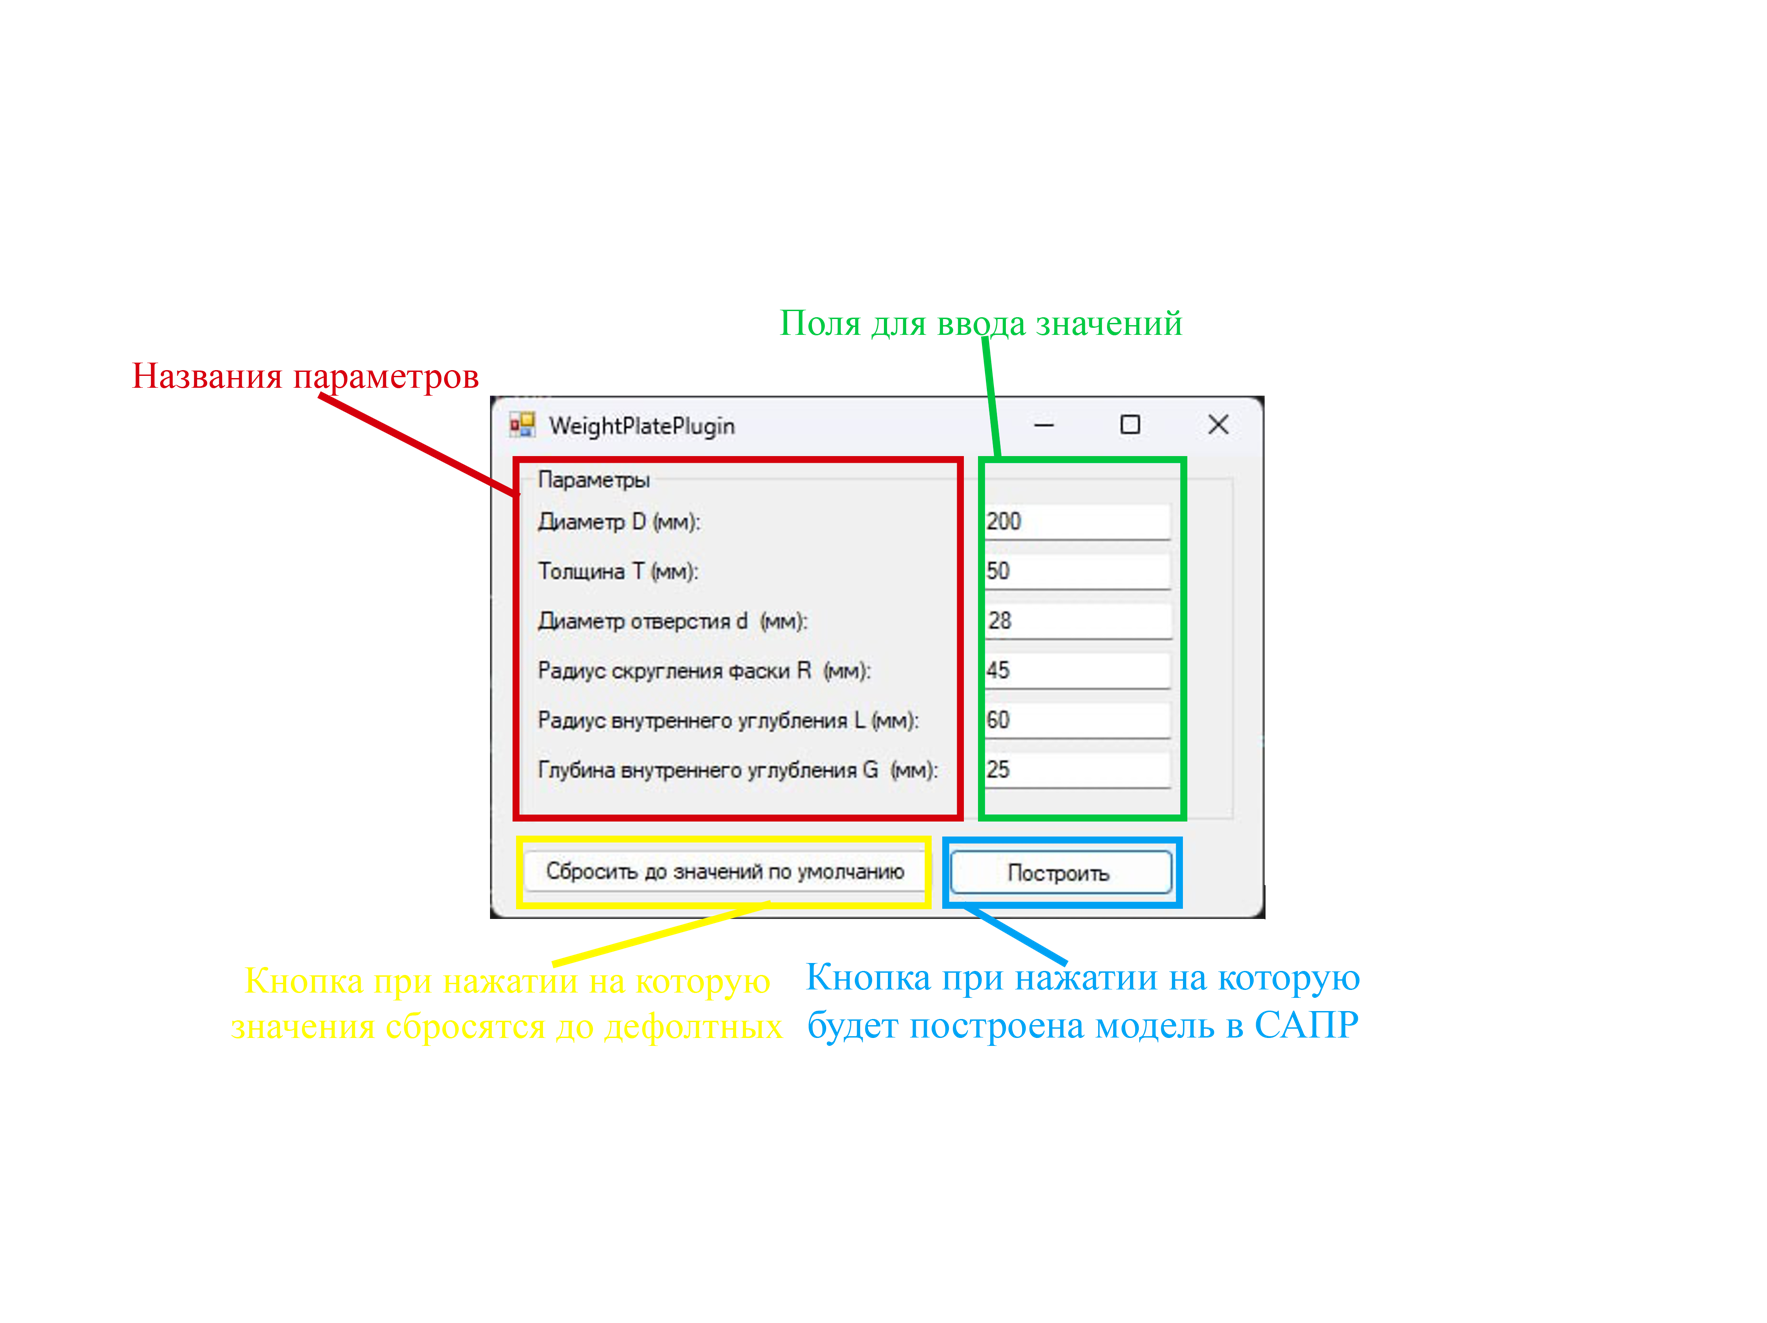 Поля для ввода значений
Названия параметров
WeightPlatePlugin
Параметры
Диаметр D (мм): 200
Толщина T (мм): 50
Диаметр отверстия d (мм): 28
Радиус скругления фаски R (мм): 45
Радиус внутреннего углубления L (мм): 60
Глубина внутреннего углубления G (мм): 25
Сбросить до значений по умолчанию
Построить
Кнопка при нажатии на которую
значения сбросятся до дефолтных
Кнопка при нажатии на которую
будет построена модель в САПР